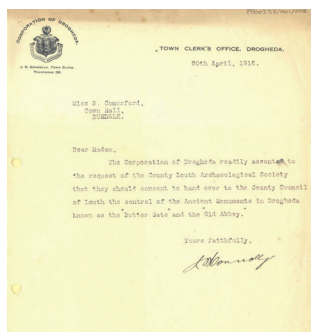 CORPORATION OF DROGHEDA.
TOWN CLERK'S OFFICE, DROGHEDA.
20th April, 1916.
Miss E. Comerford,
Town Hall,
DUNDALK.
Dear Madam,
The Corporation of Drogheda readily assented to
the request of the County Louth Archaeological Society
that they should consent to hand over to the County Council
of Louth the control of the Ancient Monuments in Drogheda
known as the Butter Gate and the Old Abbey.
Yours faithfully,
Connolly